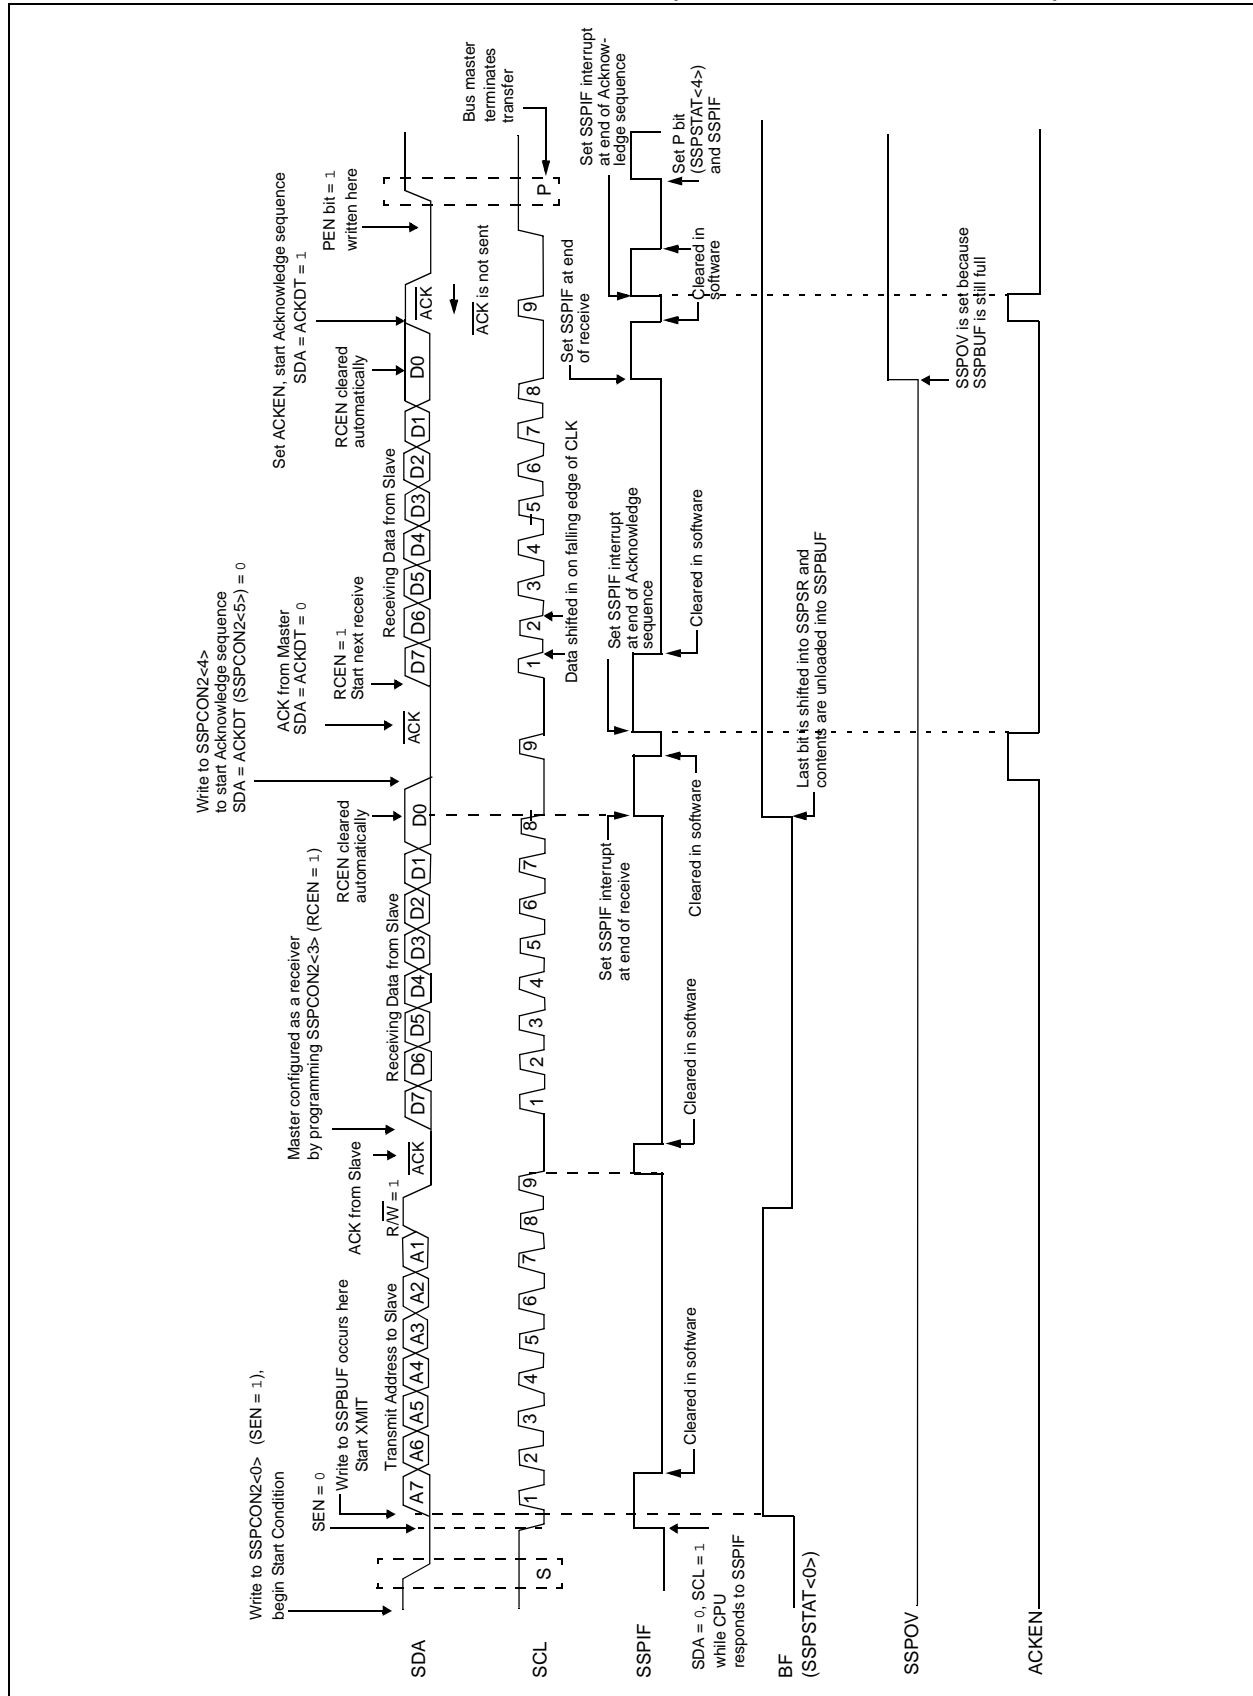 Write to SSPCON2<0> (SEN = 1),
begin Start Condition
SEN = 0
Write to SSPBUF occurs here
Start XMIT
Transmit Address to Slave
R/W = 1
ACK from Slave
Master configured as a receiver
by programming SSPCON2<3> (RCEN = 1)
Receiving Data from Slave
RCEN cleared
automatically
Write to SSPCON2<4>
to start Acknowledge sequence
SDA = ACKDT (SSPCON2<5>) = 0
ACK from Master
SDA = ACKDT = 0
RCEN = 1
Start next receive
Receiving Data from Slave
RCEN cleared
automatically
Set ACKEN, start Acknowledge sequence
SDA = ACKDT = 1
PEN bit = 1
written here
SDA
A7 A6 A5 A4 A3 A2 A1
ACK
D7 D6 D5 D4 D3 D2 D1 D0
ACK
D7 D6 D5 D4 D3 D2 D1 D0
ACK
ACK is not sent
Bus master
terminates
transfer
SCL
S
1 2 3 4 5 6 7 8 9
1 2 3 4 5 6 7 8 9
1 2 3 4 5 6 7 8 9
P
Data shifted in on falling edge of CLK
Set SSPIF interrupt
at end of receive
Set SSPIF interrupt
at end of Acknowledge
sequence
Set SSPIF at end
of receive
Set SSPIF interrupt
at end of Acknow-
ledge sequence
SSPIF
SDA = 0, SCL = 1
while CPU
responds to SSPIF
Cleared in software
Cleared in software
Cleared in software
Cleared in software
Cleared in
software
Set P bit
(SSPSTAT<4>)
and SSPIF
BF
(SSPSTAT<0>)
Last bit is shifted into SSPSR and
contents are unloaded into SSPBUF
SSPOV
SSPOV is set because
SSPBUF is still full
ACKEN